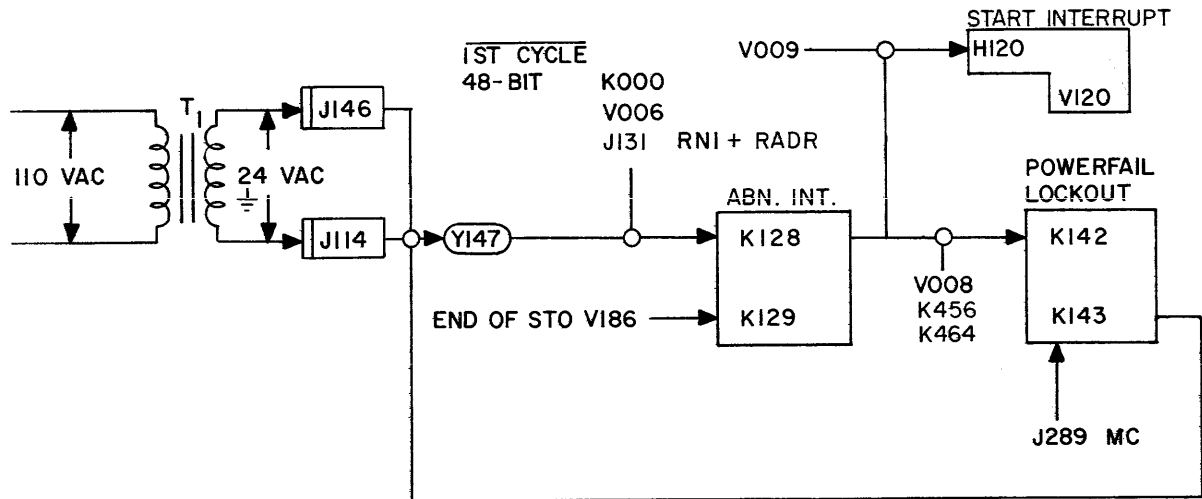 START INTERRUPT
V009
H120
V120
1ST CYCLE
48-BIT
K000
V006
J131 RNI + RADR
T1
J146
110 VAC
24 VAC
J114
Y147
ABN. INT.
K128
K129
END OF STO V186
POWERFAIL
LOCKOUT
K142
K143
V008
K456
K464
J289 MC